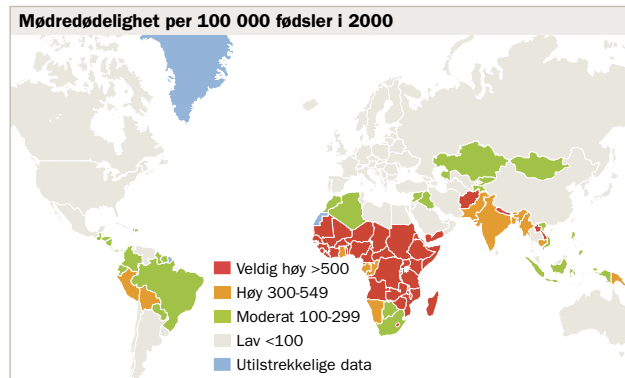 Mødredødelighet per 100 000 fødsler i 2000
Veldig høy >500
Høy 300-549
Moderat 100-299
Lav <100
Utilstrekkelige data